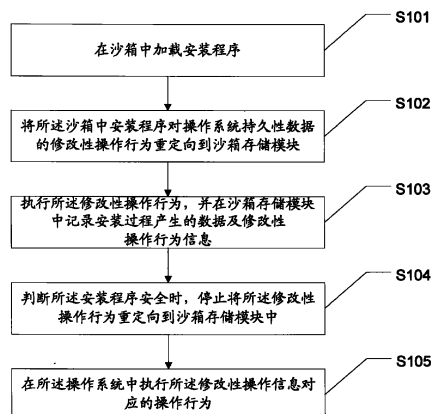 S101
在沙箱中加载安装程序
S102
将所述沙箱中安装程序对操作系统持久性数据
的修改性操作行为重定向到沙箱存储模块
S103
执行所述修改性操作行为，并在沙箱存储模块
中记录安装过程产生的数据及修改性
操作行为信息
S104
判断所述安装程序安全时，停止将所述修改性
操作行为重定向到沙箱存储模块中
S105
在所述操作系统中执行所述修改性操作信息对
应的操作行为